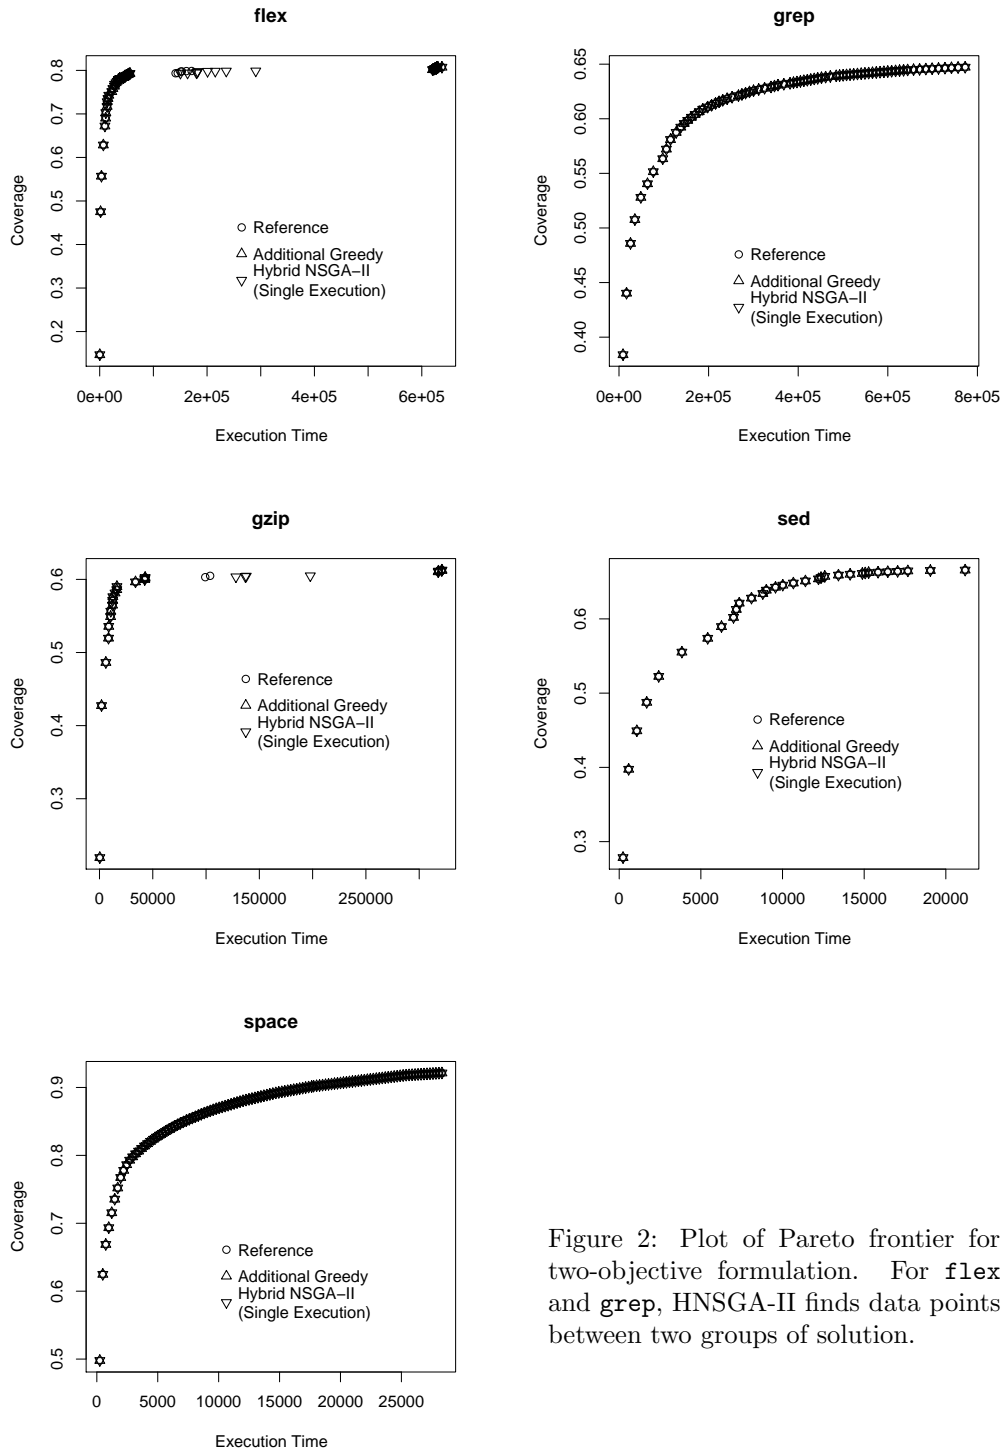 flex
0.8
0.7
0.6
0.5
0.4
0.3
0.2
Coverage
Reference
Additional Greedy
Hybrid NSGA−II
(Single Execution)
0e+00 2e+05 4e+05 6e+05
Execution Time
grep
0.65
0.60
0.55
0.50
0.45
0.40
Coverage
Reference
Additional Greedy
Hybrid NSGA−II
(Single Execution)
0e+00 2e+05 4e+05 6e+05 8e+05
Execution Time
gzip
0.6
0.5
0.4
0.3
Coverage
Reference
Additional Greedy
Hybrid NSGA−II
(Single Execution)
0 50000 150000 250000
Execution Time
sed
0.6
0.5
0.4
0.3
Coverage
Reference
Additional Greedy
Hybrid NSGA−II
(Single Execution)
0 5000 10000 15000 20000
Execution Time
space
0.9
0.8
0.7
0.6
0.5
Coverage
Reference
Additional Greedy
Hybrid NSGA−II
(Single Execution)
0 5000 10000 15000 20000 25000
Execution Time
Figure 2: Plot of Pareto frontier for
two-objective formulation. For flex
and grep, HNSGA-II finds data points
between two groups of solution.